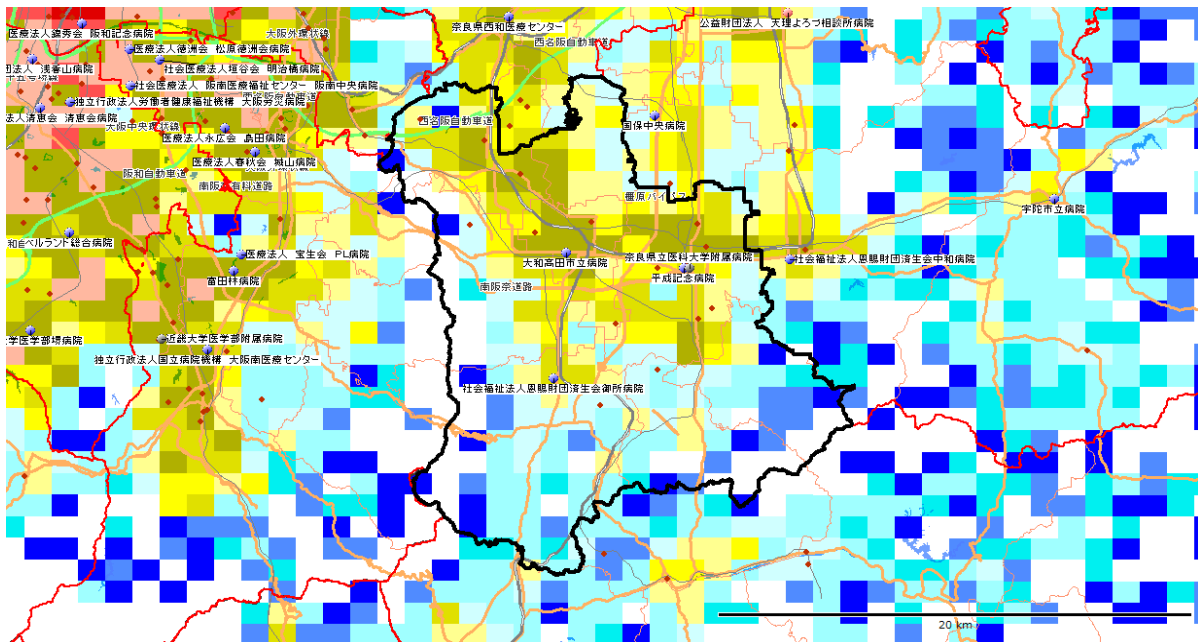 奈良県西和医療センター
公益財団法人 天理よろづ相談所病院
医療法人達秀会 阪和記念病院
大阪外環状線
西名阪自動車道
医療法人徳洲会 松原徳洲会病院
団法人 浅香山病院
社会医療法人垣谷会 明治橋病院
社会医療法人 阪南医療福祉センター 阪南中央病院
独立行政法人労働者健康福祉機構 大阪労災病院
法人清恵会 清恵会病院
大阪中央環状線
西名阪自動車道
国保中央病院
医療法人永広会 島田病院
医療法人春秋会 城山病院
阪和自動車道
南阪奈有料道路
橿原バイパス
宇陀市立病院
和自
ベルランド総合病院
医療法人 宝生会 PL病院
大和高田市立病院
奈良県立医科大学附属病院
社会福祉法人恩賜財団済生会中和病院
富田林病院
平成記念病院
南阪奈道路
学医学部堺病院
近畿大学医学部附属病院
独立行政法人国立病院機構 大阪南医療センター
社会福祉法人恩賜財団済生会御所病院
20 km